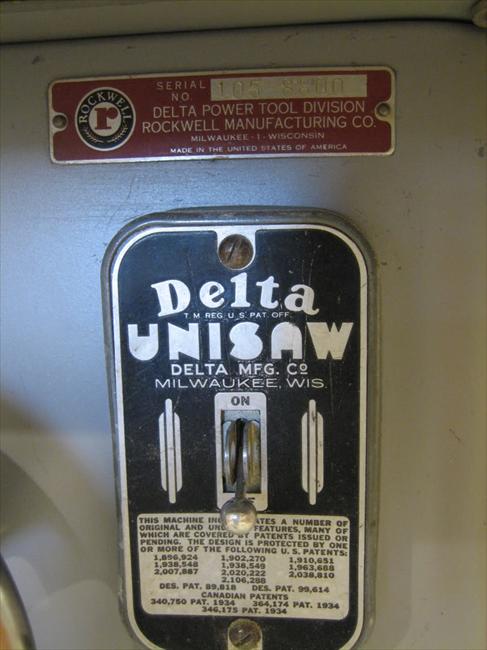 ROCKWELL
r
SERIAL NO. 105-8800
DELTA POWER TOOL DIVISION
ROCKWELL MANUFACTURING CO.
MILWAUKEE-1-WISCONSIN
MADE IN THE UNITED STATES OF AMERICA
Delta
T.M. REG. U.S. PAT. OFF.
UNISAW
DELTA MFG. CO
MILWAUKEE, WIS.
ON
THIS MACHINE A NUMBER OF
ORIGINAL AND FEATURES, MANY OF
WHICH ARE COVERED BY PATENTS ISSUED OR
PENDING. THE DESIGN IS PROTECTED BY ONE
OR MORE OF THE FOLLOWING U.S. PATENTS:
1,896,924 1,902,270 1,910,651
1,938,548 1,938,549 1,963,688
2,007,887 2,020,222 2,038,810
2,106,288
DES. PAT. 89,818 DES. PAT. 99,614
CANADIAN PATENTS
340,750 PAT. 1934 364,174 PAT. 1934
346,175 PAT. 1934